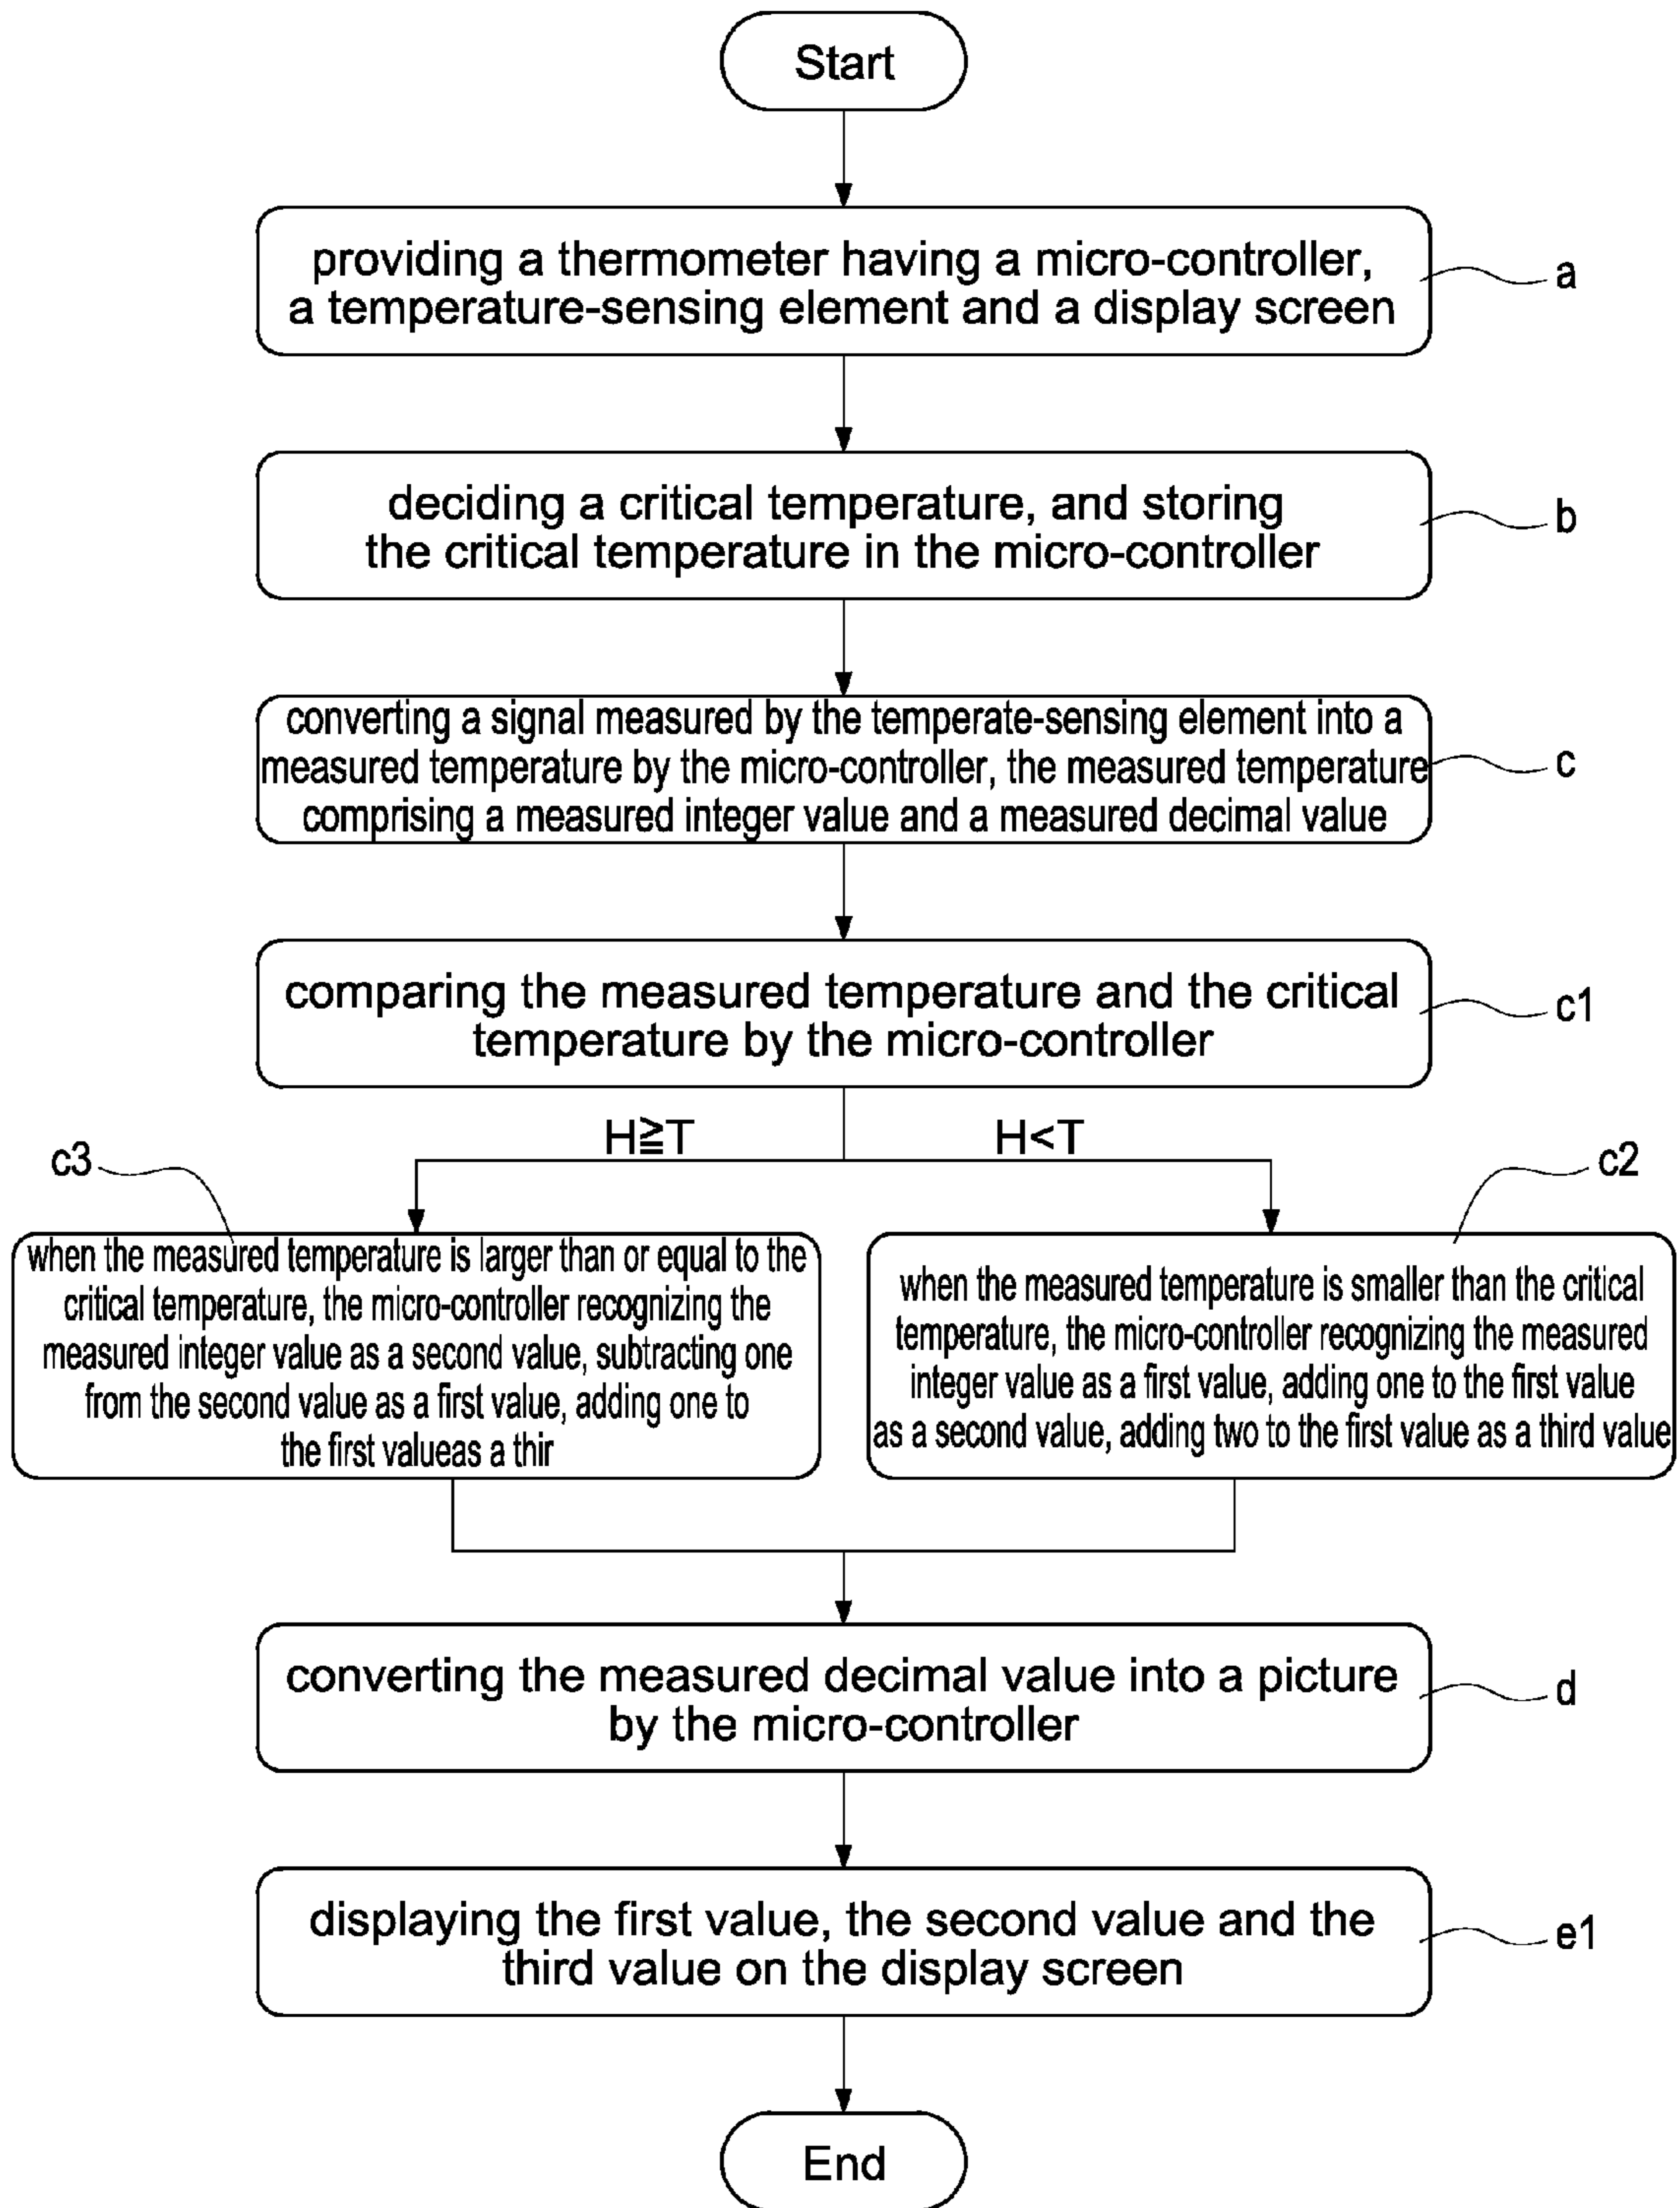 Start
providing a thermometer having a micro-controller,
a temperature-sensing element and a display screen
a
deciding a critical temperature, and storing
the critical temperature in the micro-controller
b
converting a signal measured by the temperate-sensing element into a
measured temperature by the micro-controller, the measured temperature
comprising a measured integer value and a measured decimal value
c
comparing the measured temperature and the critical
temperature by the micro-controller
c1
H≧T
H<T
c3
c2
when the measured temperature is larger than or equal to the
critical temperature, the micro-controller recognizing the
measured integer value as a second value, subtracting one
from the second value as a first value, adding one to
the first valueas a thir
when the measured temperature is smaller than the critical
temperature, the micro-controller recognizing the measured
integer value as a first value, adding one to the first value
as a second value, adding two to the first value as a third value
converting the measured decimal value into a picture
by the micro-controller
d
displaying the first value, the second value and the
third value on the display screen
e1
End